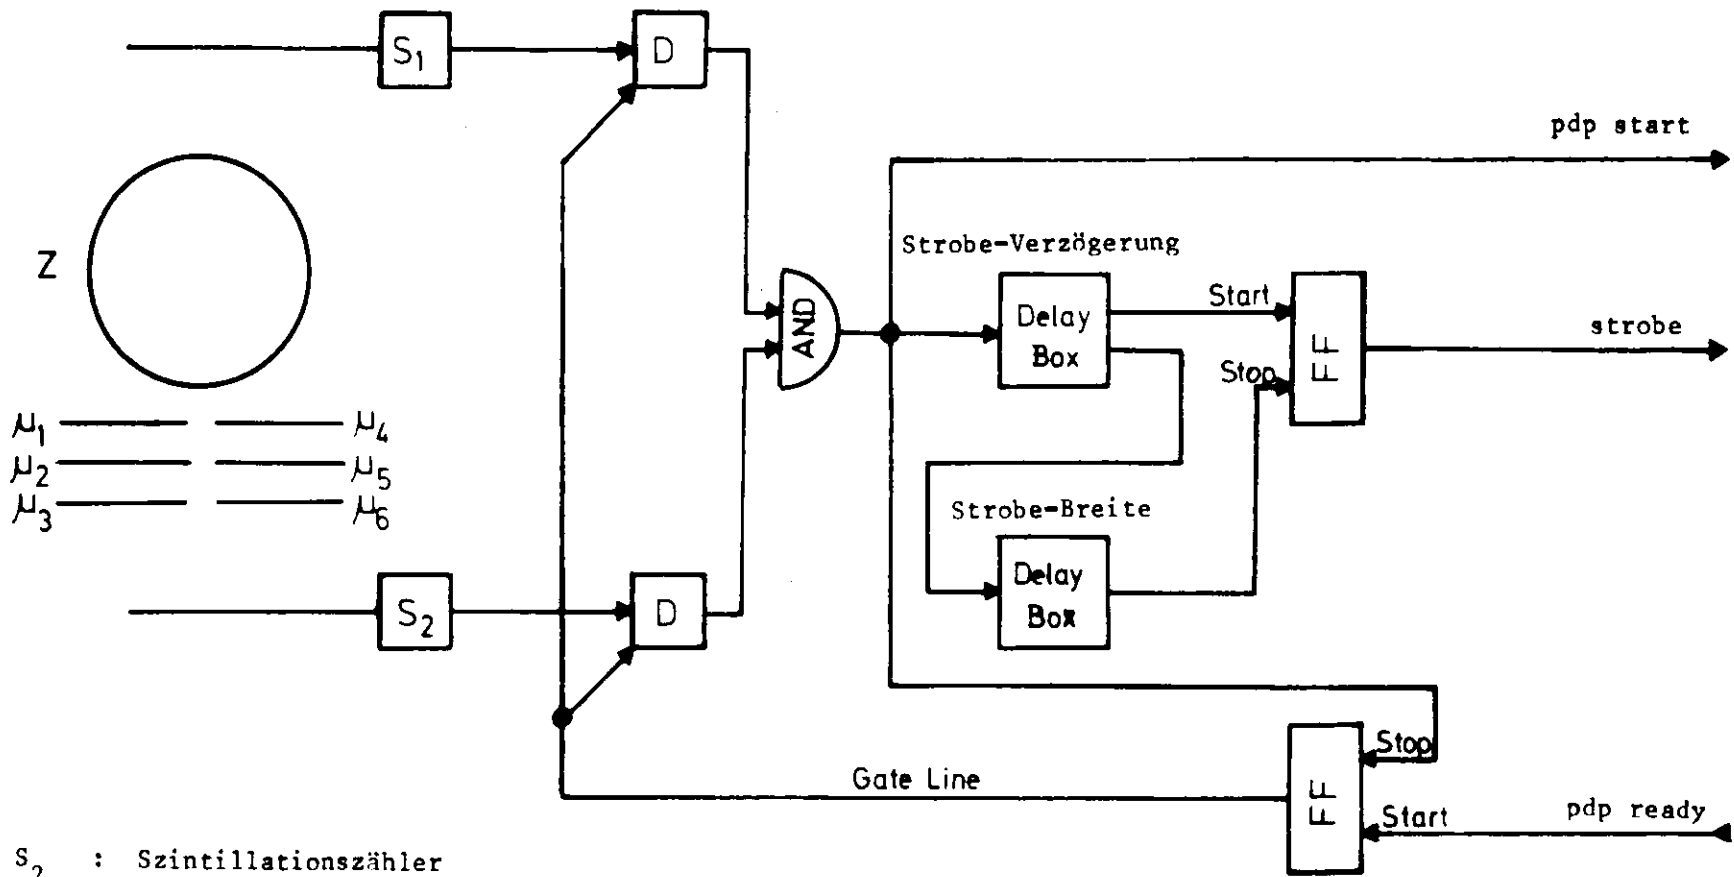 S₁
D
pdp start
Strobe-Verzögerung
Z
Delay
Box
Start
Stop
FF
strobe
AND
μ₁
μ₄
μ₂
μ₅
μ₃
μ₆
Strobe-Breite
Delay
Box
S₂
D
Stop
Gate Line
FF
Start
pdp ready
S₂ : Szintillationszähler